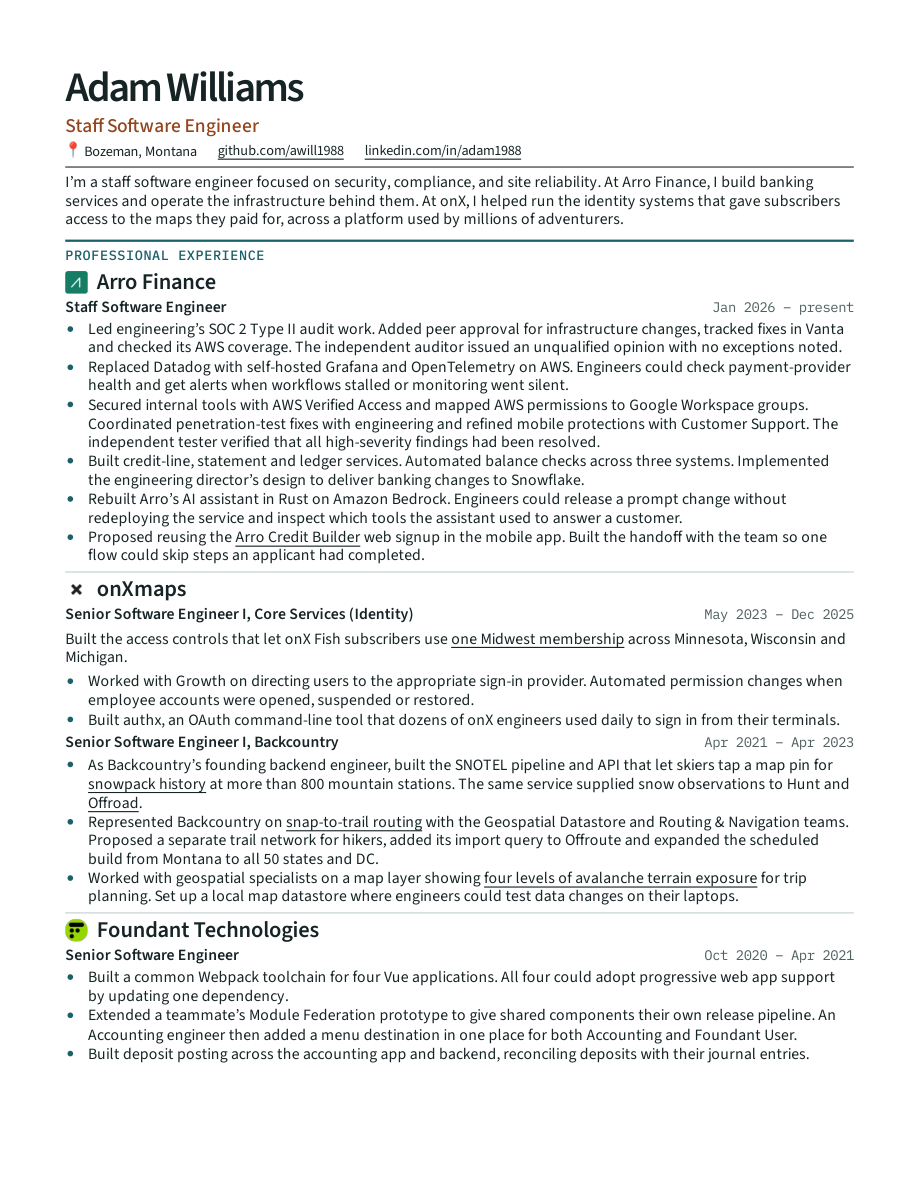 Adam Williams
Staff Software Engineer
Bozeman, Montana github.com/awill1988 linkedin.com/in/adam1988
I’m a staff software engineer focused on security, compliance, and site reliability. At Arro Finance, I build banking
services and operate the infrastructure behind them. At onX, I helped run the identity systems that gave subscribers
access to the maps they paid for, across a platform used by millions of adventurers.
PROFESSIONAL EXPERIENCE
Arro Finance
Staff Software Engineer Jan 2026 – present
• Led engineering’s SOC 2 Type II audit work. Added peer approval for infrastructure changes, tracked fixes in Vanta
and checked its AWS coverage. The independent auditor issued an unqualified opinion with no exceptions noted.
• Replaced Datadog with self-hosted Grafana and OpenTelemetry on AWS. Engineers could check payment-provider
health and get alerts when workflows stalled or monitoring went silent.
• Secured internal tools with AWS Verified Access and mapped AWS permissions to Google Workspace groups.
Coordinated penetration-test fixes with engineering and refined mobile protections with Customer Support. The
independent tester verified that all high-severity findings had been resolved.
• Built credit-line, statement and ledger services. Automated balance checks across three systems. Implemented
the engineering director’s design to deliver banking changes to Snowflake.
• Rebuilt Arro’s AI assistant in Rust on Amazon Bedrock. Engineers could release a prompt change without
redeploying the service and inspect which tools the assistant used to answer a customer.
• Proposed reusing the Arro Credit Builder web signup in the mobile app. Built the handoff with the team so one
flow could skip steps an applicant had completed.
onXmaps
Senior Software Engineer I, Core Services (Identity) May 2023 – Dec 2025
Built the access controls that let onX Fish subscribers use one Midwest membership across Minnesota, Wisconsin and
Michigan.
• Worked with Growth on directing users to the appropriate sign-in provider. Automated permission changes when
employee accounts were opened, suspended or restored.
• Built authx, an OAuth command-line tool that dozens of onX engineers used daily to sign in from their terminals.
Senior Software Engineer I, Backcountry Apr 2021 – Apr 2023
• As Backcountry’s founding backend engineer, built the SNOTEL pipeline and API that let skiers tap a map pin for
snowpack history at more than 800 mountain stations. The same service supplied snow observations to Hunt and
Offroad.
• Represented Backcountry on snap-to-trail routing with the Geospatial Datastore and Routing & Navigation teams.
Proposed a separate trail network for hikers, added its import query to Offroute and expanded the scheduled
build from Montana to all 50 states and DC.
• Worked with geospatial specialists on a map layer showing four levels of avalanche terrain exposure for trip
planning. Set up a local map datastore where engineers could test data changes on their laptops.
Foundant Technologies
Senior Software Engineer Oct 2020 – Apr 2021
• Built a common Webpack toolchain for four Vue applications. All four could adopt progressive web app support
by updating one dependency.
• Extended a teammate’s Module Federation prototype to give shared components their own release pipeline. An
Accounting engineer then added a menu destination in one place for both Accounting and Foundant User.
• Built deposit posting across the accounting app and backend, reconciling deposits with their journal entries.